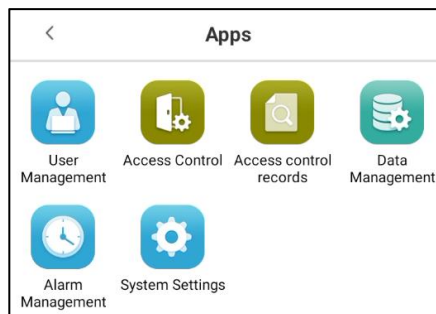 Apps
User
Management
Access Control
Access control
records
Data
Management
Alarm
Management
System Settings